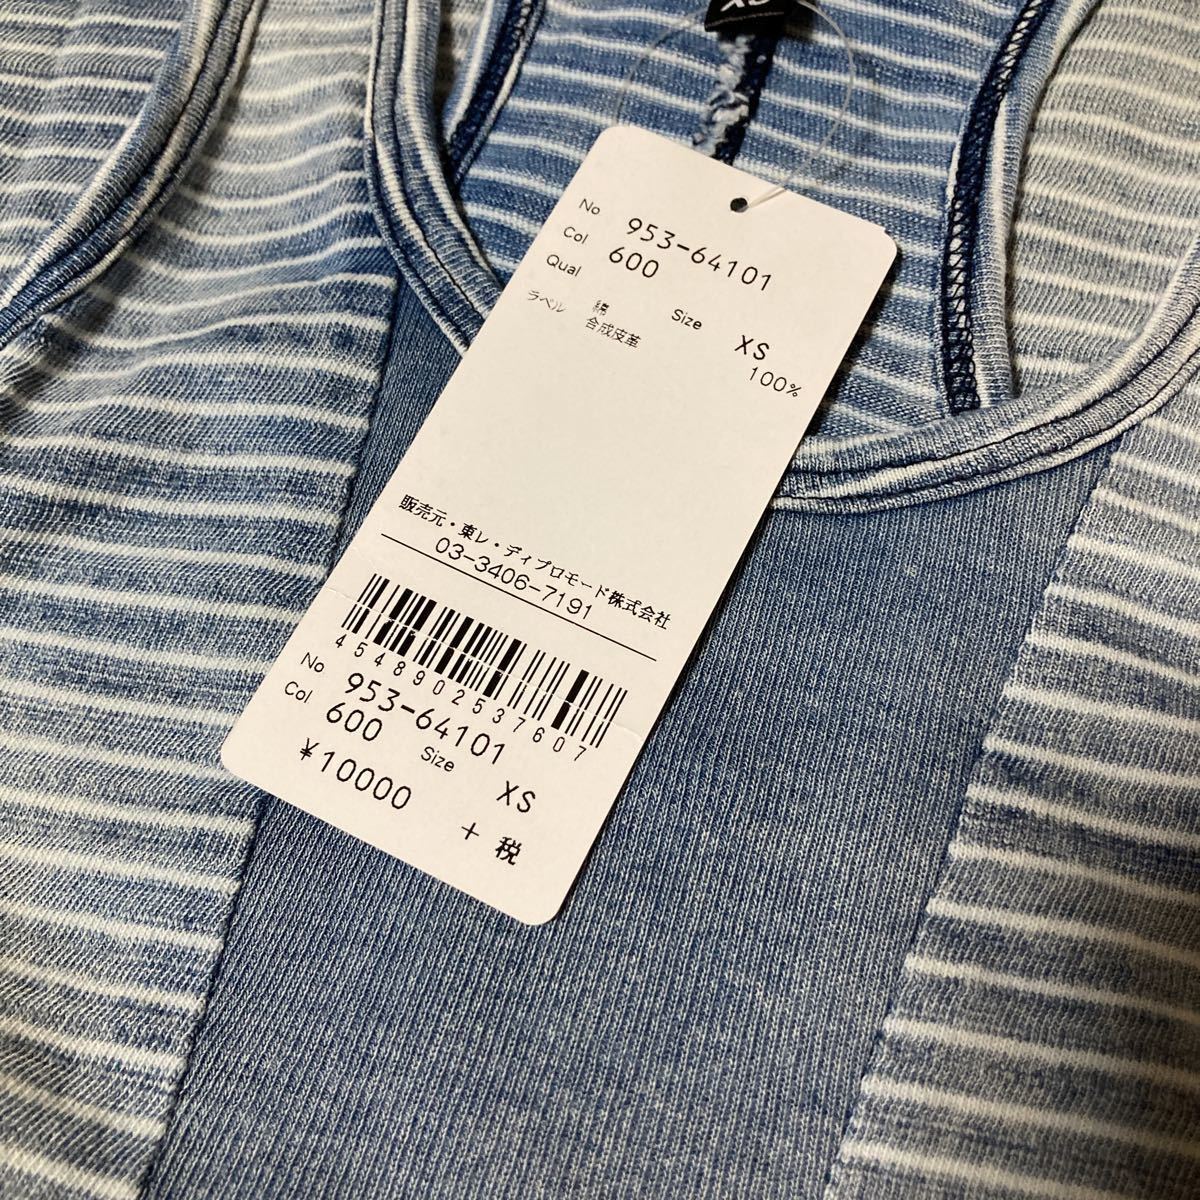 XS
No 953-64101
Col 600
Size XS
Qual 綿 100%
ラベル 合成皮革
販売元・東レ・ディプロモード株式会社
03-3406-7191
4548902537607
No 953-64101
Col 600 Size XS
¥10000 + 税